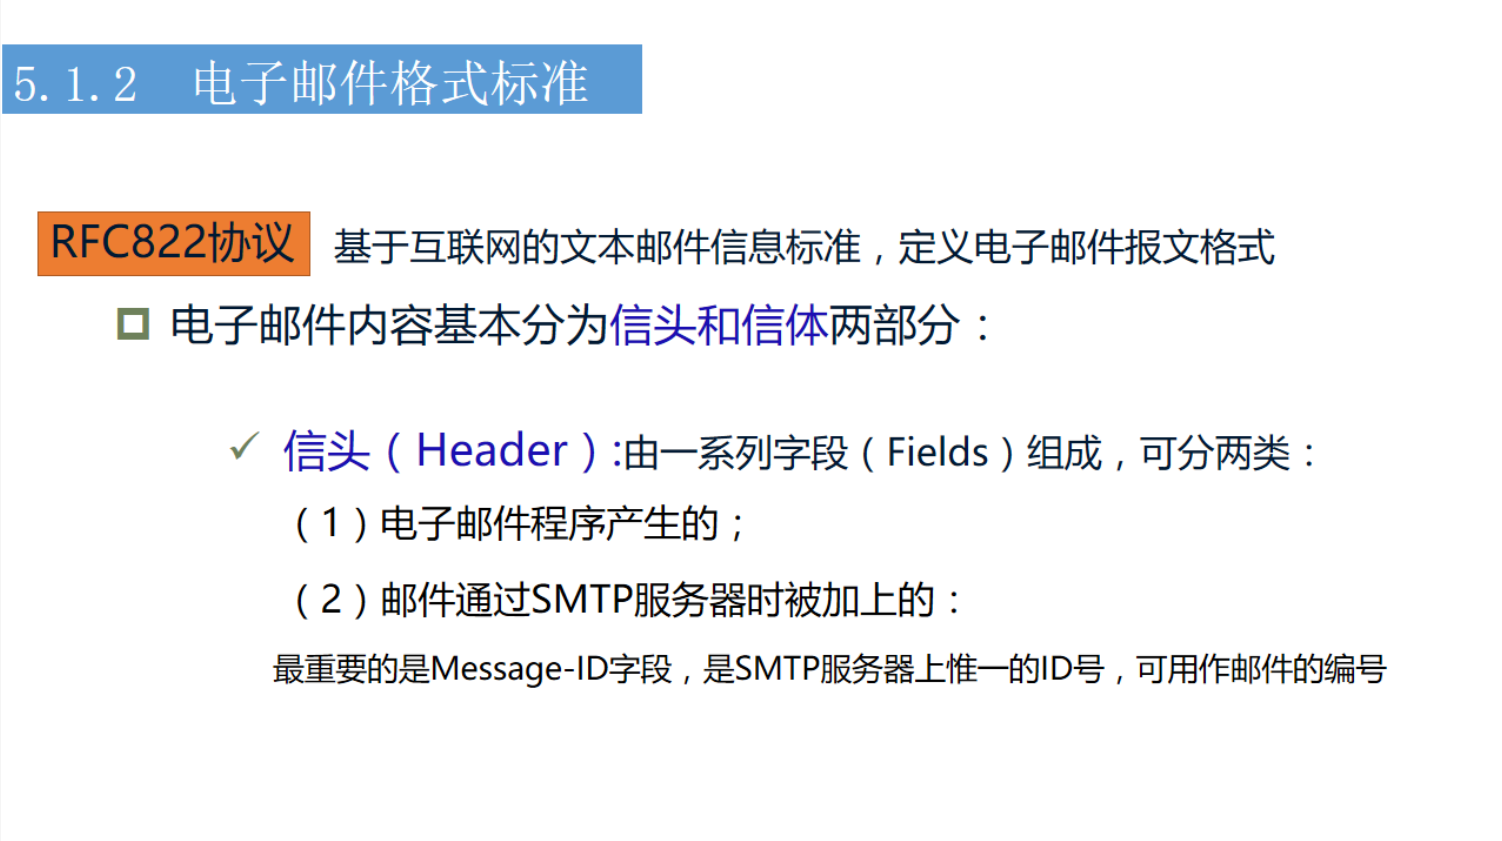 5.1.2 电子邮件格式标准
RFC822协议 基于互联网的文本邮件信息标准，定义电子邮件报文格式
电子邮件内容基本分为信头和信体两部分：
信头（Header）:由一系列字段（Fields）组成，可分两类：
（1）电子邮件程序产生的；
（2）邮件通过SMTP服务器时被加上的：
最重要的是Message-ID字段，是SMTP服务器上惟一的ID号，可用作邮件的编号